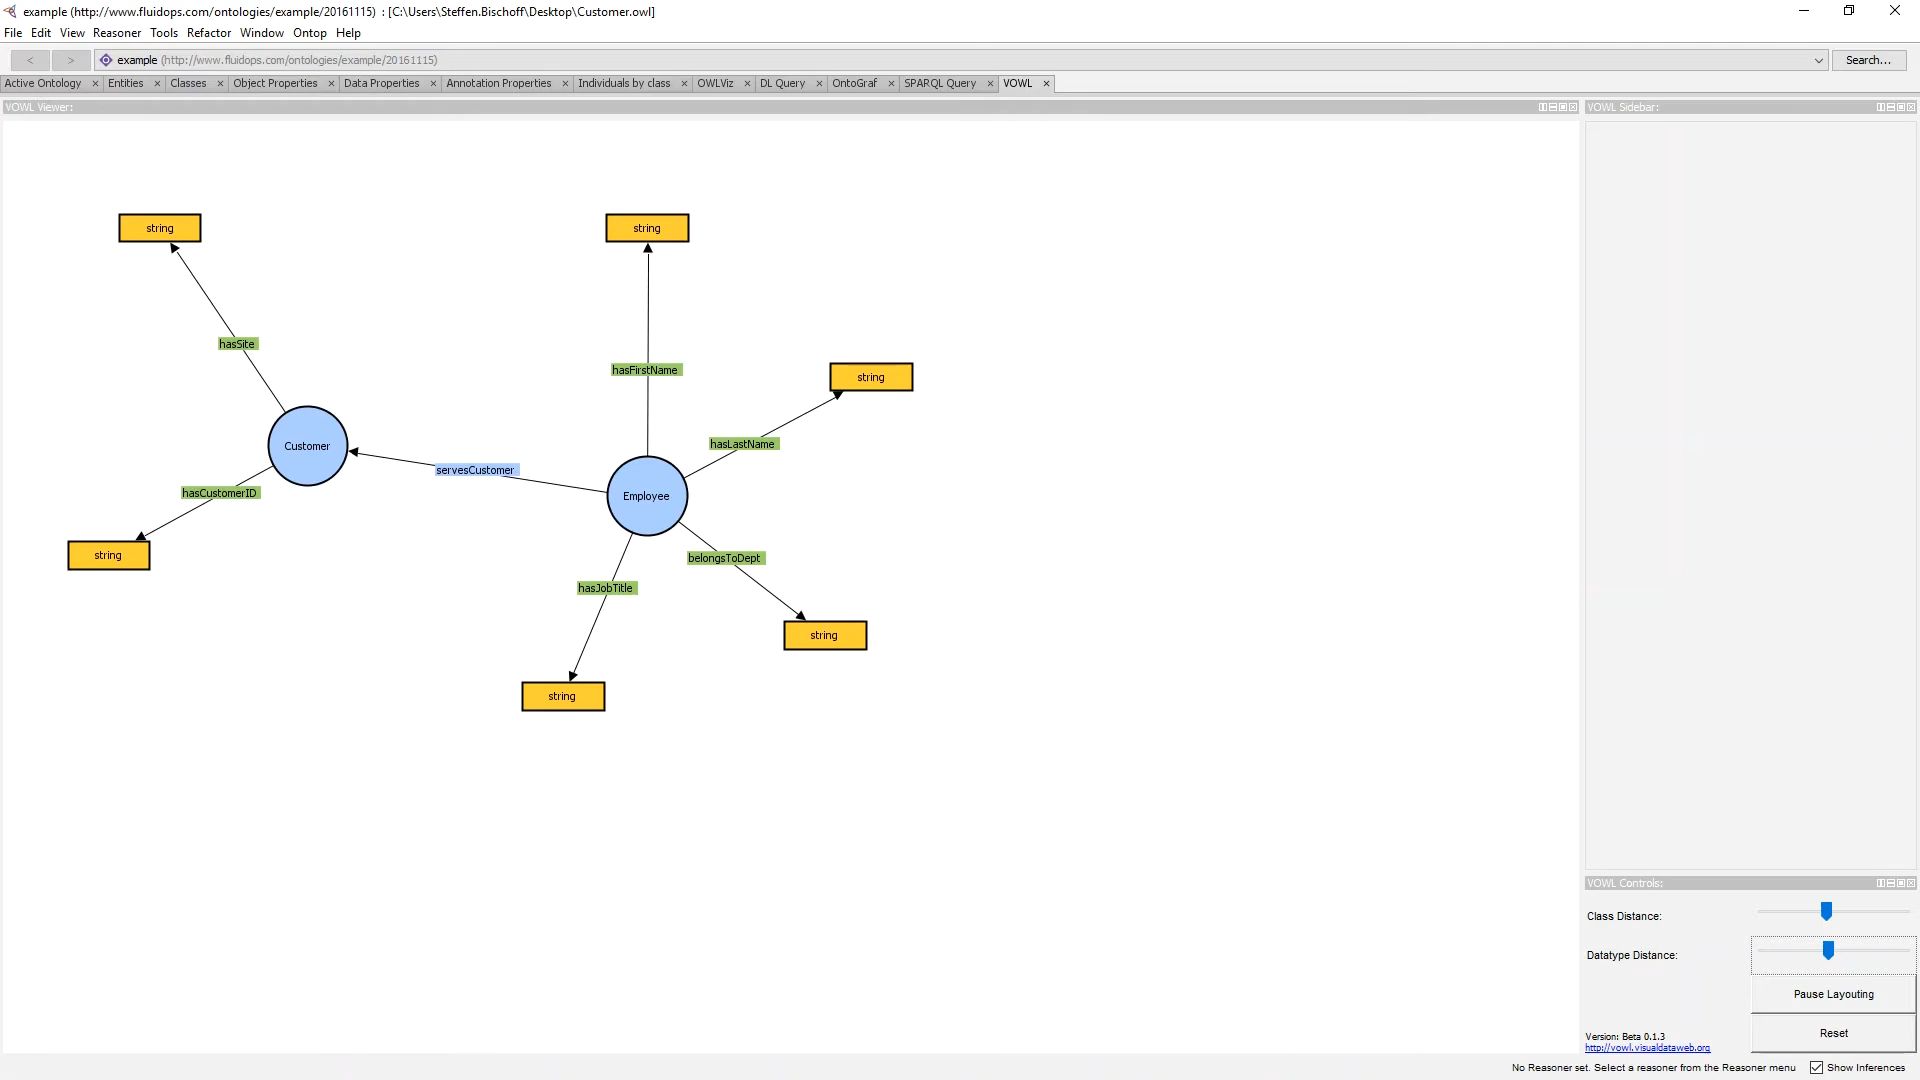 example (http://www.fluidops.com/ontologies/example/20161115) : [C:\Users\Steffen.Bischoff\Desktop\Customer.owl]
File Edit View Reasoner Tools Refactor Window Ontop Help
< > example (http://www.fluidops.com/ontologies/example/20161115) Search...
Active Ontology × Entities × Classes × Object Properties × Data Properties × Annotation Properties × Individuals by class × OWLViz × DL Query × OntoGraf × SPARQL Query × VOWL ×
VOWL Viewer:
VOWL Sidebar:
string
string
hasSite
hasFirstName
string
hasLastName
Customer
servesCustomer
hasCustomerID
Employee
string
belongsToDept
hasJobTitle
string
string
VOWL Controls:
Class Distance:
Datatype Distance:
Pause Layouting
Reset
Version: Beta 0.1.3
http://vowl.visualdataweb.org
No Reasoner set. Select a reasoner from the Reasoner menu Show Inferences